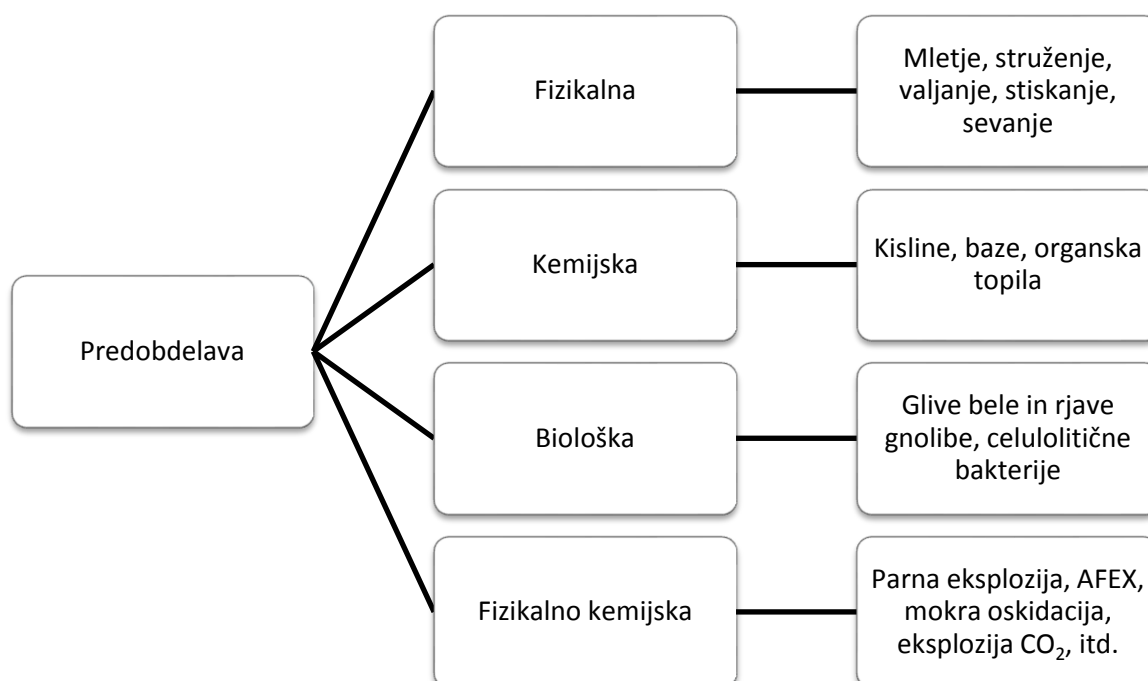 Predobdelava
Fizikalna
Mletje, struženje,
valjanje, stiskanje,
sevanje
Kemijska
Kisline, baze, organska
topila
Biološka
Glive bele in rjave
gnolibe, celulolitične
bakterije
Fizikalno kemijska
Parna eksplozija, AFEX,
mokra oskidacija,
eksplozija CO₂, itd.